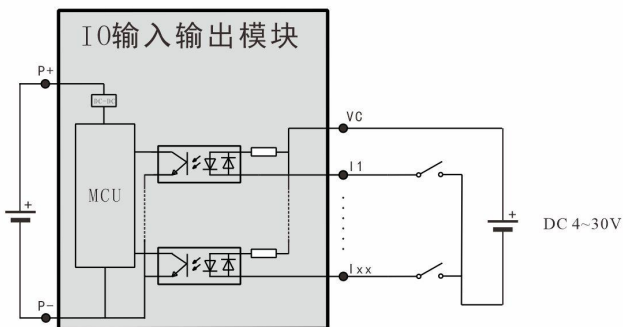 IO输入输出模块
P+
DC-DC
VC
I1
MCU
+
+
DC 4~30V
P-
Ixx